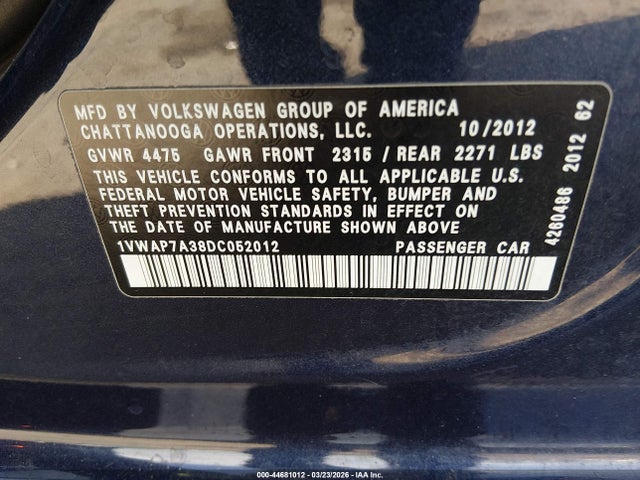 MFD BY VOLKSWAGEN GROUP OF AMERICA
CHATTANOOGA OPERATIONS, LLC. 10/2012
GVWR 4475 GAWR FRONT 2315 / REAR 2271 LBS
THIS VEHICLE CONFORMS TO ALL APPLICABLE U.S.
FEDERAL MOTOR VEHICLE SAFETY, BUMPER AND
THEFT PREVENTION STANDARDS IN EFFECT ON
THE DATE OF MANUFACTURE SHOWN ABOVE
1VWAP7A38DC052012 PASSENGER CAR
4260486 2012 62
000-44681012 - 03/23/2026 - IAA Inc.